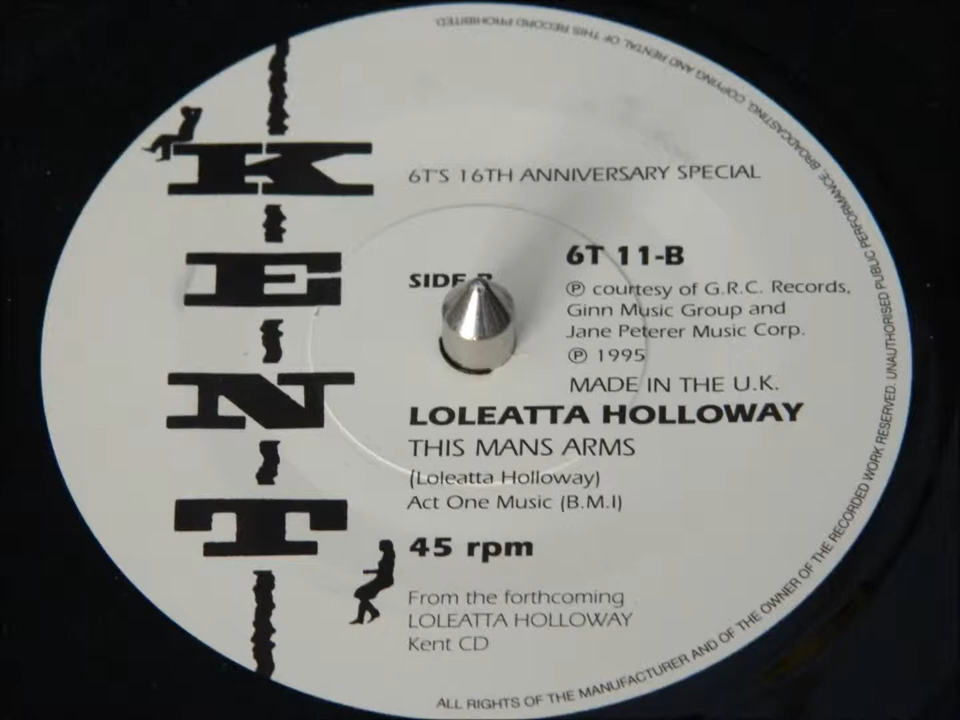 KENT
6T'S 16TH ANNIVERSARY SPECIAL
6T 11-B
SIDE B
℗ courtesy of G.R.C. Records,
Ginn Music Group and
Jane Peterer Music Corp.
℗ 1995
MADE IN THE U.K.
LOLEATTA HOLLOWAY
THIS MANS ARMS
(Loleatta Holloway)
Act One Music (B.M.I)
45 rpm
From the forthcoming
LOLEATTA HOLLOWAY
Kent CD
ALL RIGHTS OF THE MANUFACTURER AND OF THE OWNER OF THE RECORDED WORK RESERVED. UNAUTHORISED PUBLIC PERFORMANCE, BROADCASTING, COPYING AND RENTAL OF THIS RECORD PROHIBITED.